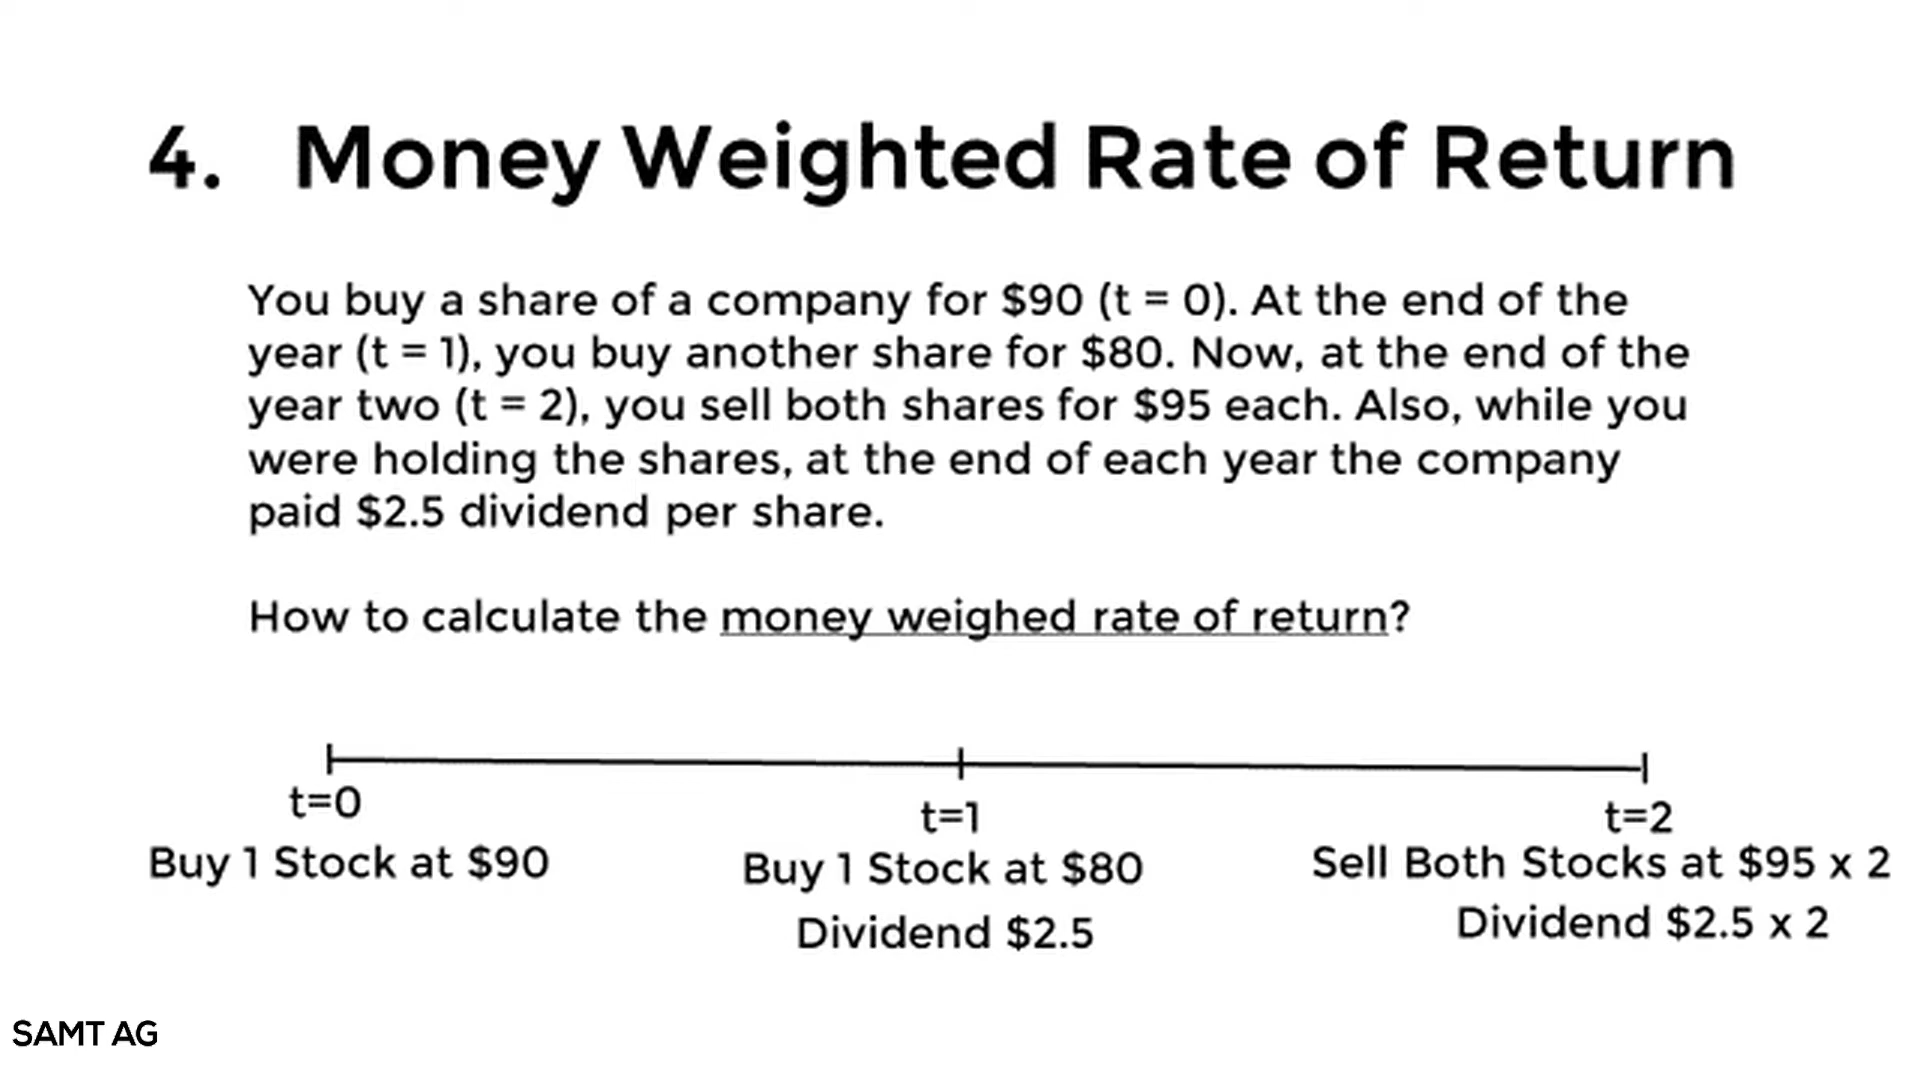 4. Money Weighted Rate of Return
You buy a share of a company for $90 (t = 0). At the end of the
year (t = 1), you buy another share for $80. Now, at the end of the
year two (t = 2), you sell both shares for $95 each. Also, while you
were holding the shares, at the end of each year the company
paid $2.5 dividend per share.
How to calculate the money weighed rate of return?
t=0
Buy 1 Stock at $90
t=1
Buy 1 Stock at $80
Dividend $2.5
t=2
Sell Both Stocks at $95 x 2
Dividend $2.5 x 2
SAMT AG